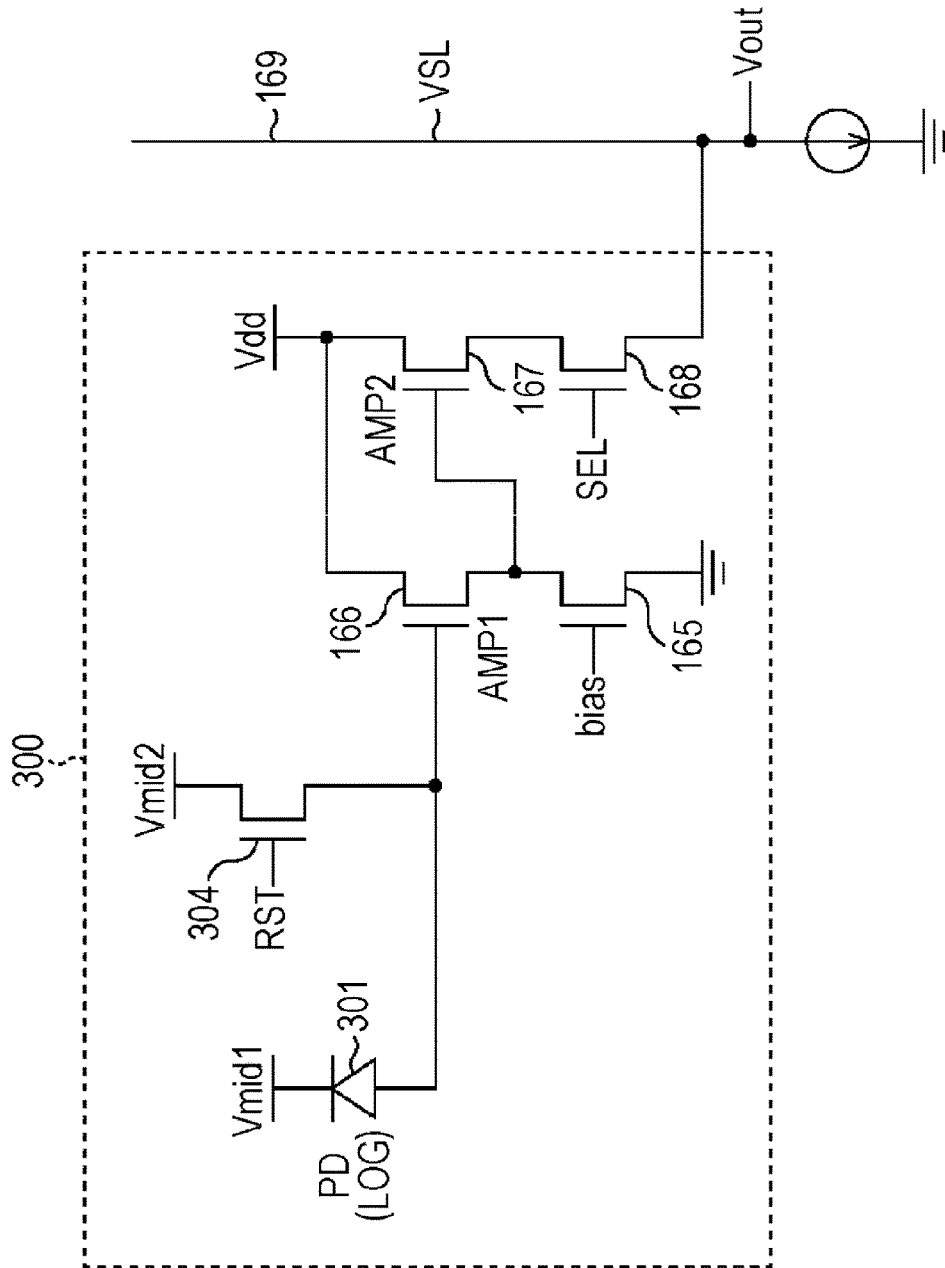 300
Vmid1
301
PD
(LOG)
Vmid2
304
RST
Vdd
166
AMP1
bias
165
AMP2
167
SEL
168
169
VSL
Vout